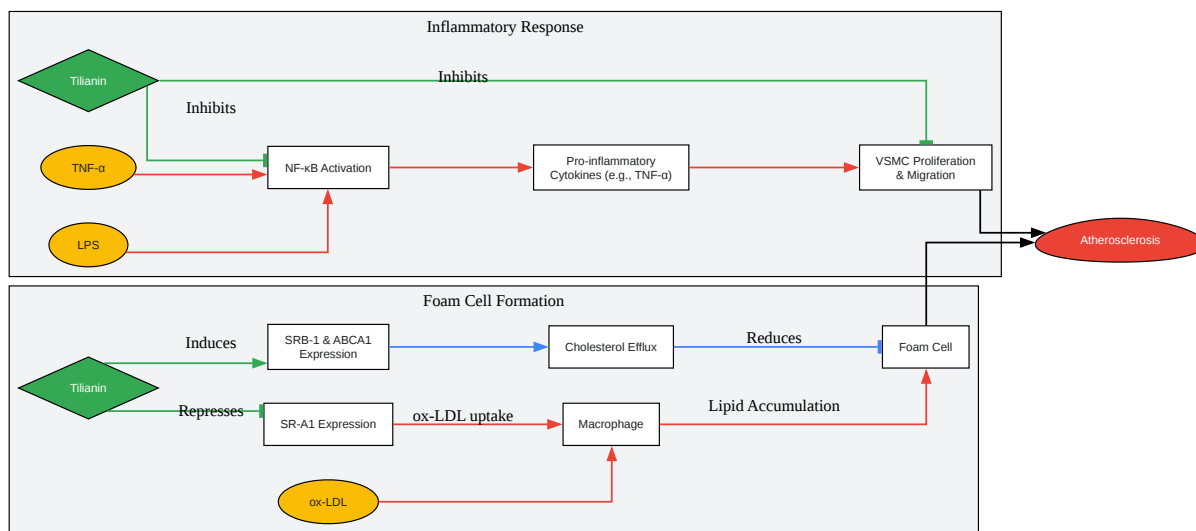 Inflammatory Response
Tilianin
Inhibits
Inhibits
TNF-α
NF-κB Activation
Pro-inflammatory
Cytokines (e.g., TNF-α)
VSMC Proliferation
& Migration
LPS
Atherosclerosis
Foam Cell Formation
Induces
SRB-1 & ABCA1
Expression
Cholesterol Efflux
Reduces
Foam Cell
Tilianin
Represses
SR-A1 Expression
ox-LDL uptake
Macrophage
Lipid Accumulation
ox-LDL